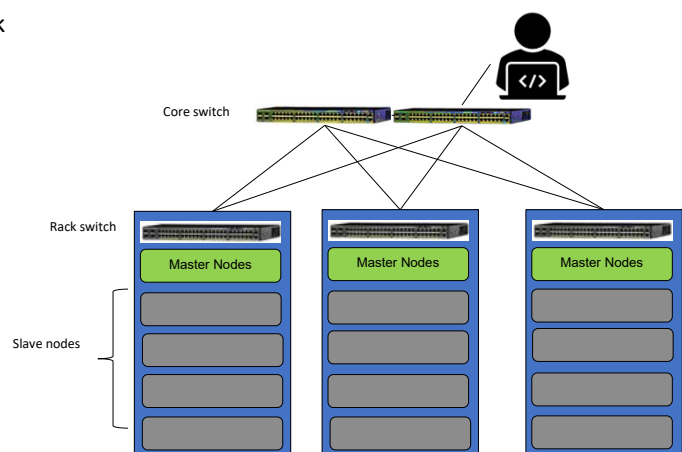 k
</>
Core switch
Rack switch
Master Nodes
Master Nodes
Master Nodes
Slave nodes